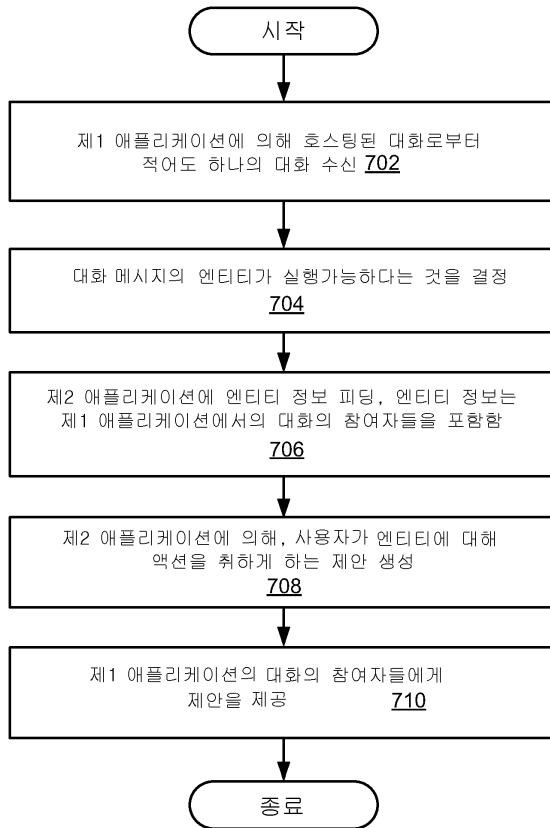 시작
제1 애플리케이션에 의해 호스팅된 대화로부터
적어도 하나의 대화 수신 702
대화 메시지의 엔티티가 실행가능하다는 것을 결정
704
제2 애플리케이션에 엔티티 정보 피딩, 엔티티 정보는
제1 애플리케이션에서의 대화의 참여자들을 포함함
706
제2 애플리케이션에 의해, 사용자가 엔티티에 대해
액션을 취하게 하는 제안 생성
708
제1 애플리케이션의 대화의 참여자들에게
제안을 제공 710
종료